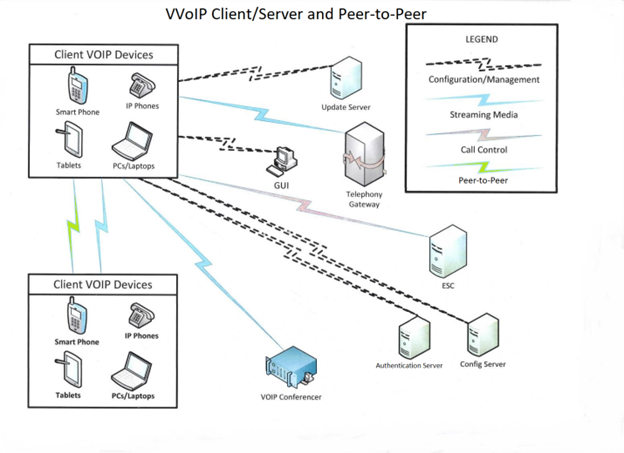 VVoIP Client/Server and Peer-to-Peer
Client VOIP Devices
Smart Phone
IP Phones
Tablets
PCs/Laptops
Update Server
GUI
Telephony
Gateway
LEGEND
Configuration/Management
Streaming Media
Call Control
Peer-to-Peer
ESC
Client VOIP Devices
Smart Phone
IP Phones
Tablets
PCs/Laptops
VOIP Conferencer
Authentication Server
Config Server